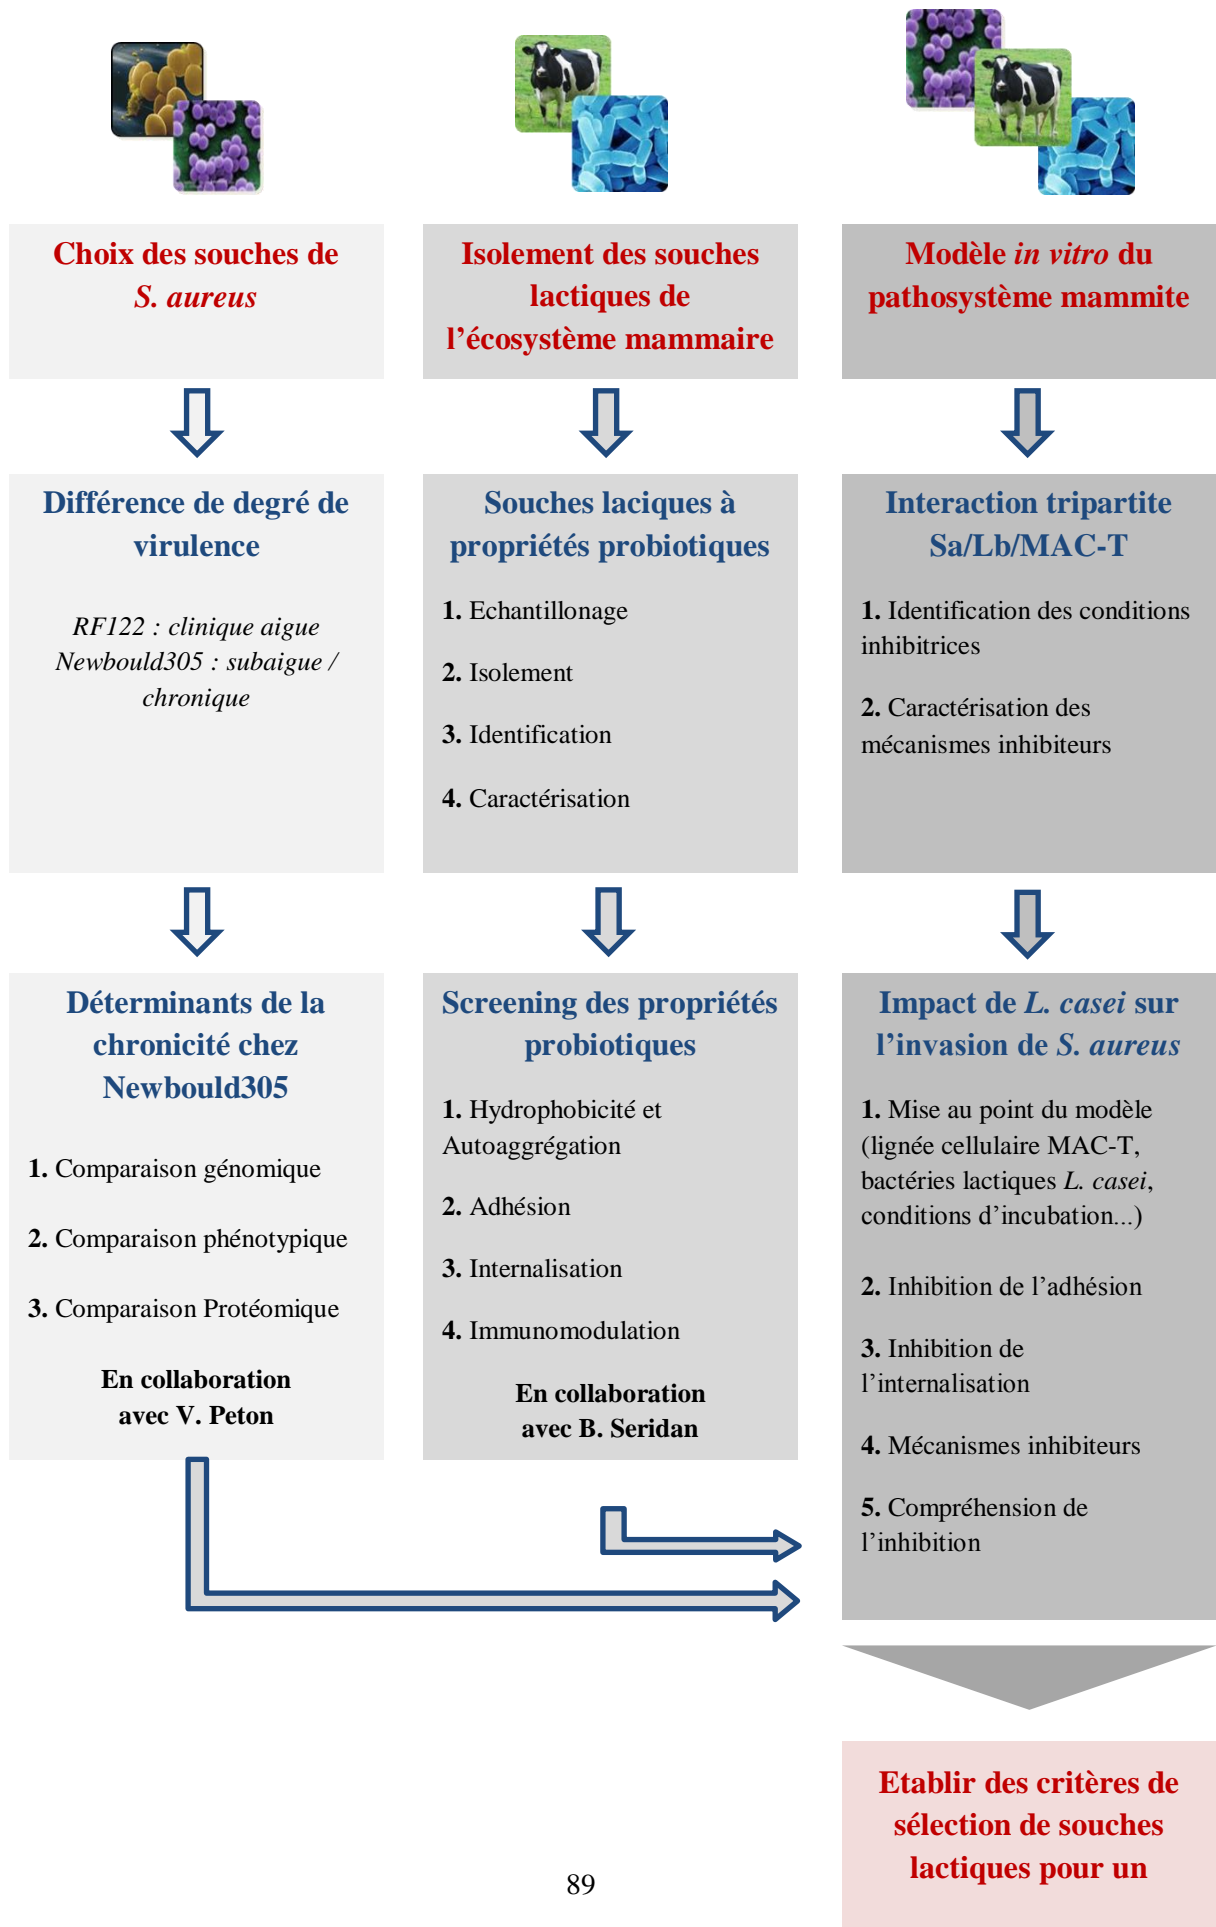 Choix des souches de
S. aureus
Différence de degré de
virulence
RF122 : clinique aigue
Newbould305 : subaigue /
chronique
Déterminants de la
chronicité chez
Newbould305
1. Comparaison génomique
2. Comparaison phénotypique
3. Comparaison Protéomique
En collaboration
avec V. Peton
Isolement des souches
lactiques de
l’écosystème mammaire
Souches laciques à
propriétés probiotiques
1. Echantillonage
2. Isolement
3. Identification
4. Caractérisation
Screening des propriétés
probiotiques
1. Hydrophobicité et
Autoaggrégation
2. Adhésion
3. Internalisation
4. Immunomodulation
En collaboration
avec B. Seridan
Modèle in vitro du
pathosystème mammite
Interaction tripartite
Sa/Lb/MAC-T
1. Identification des conditions
inhibitrices
2. Caractérisation des
mécanismes inhibiteurs
Impact de L. casei sur
l’invasion de S. aureus
1. Mise au point du modèle
(lignée cellulaire MAC-T,
bactéries lactiques L. casei,
conditions d’incubation...)
2. Inhibition de l’adhésion
3. Inhibition de
l’internalisation
4. Mécanismes inhibiteurs
5. Compréhension de
l’inhibition
Etablir des critères de
sélection de souches
lactiques pour un
89